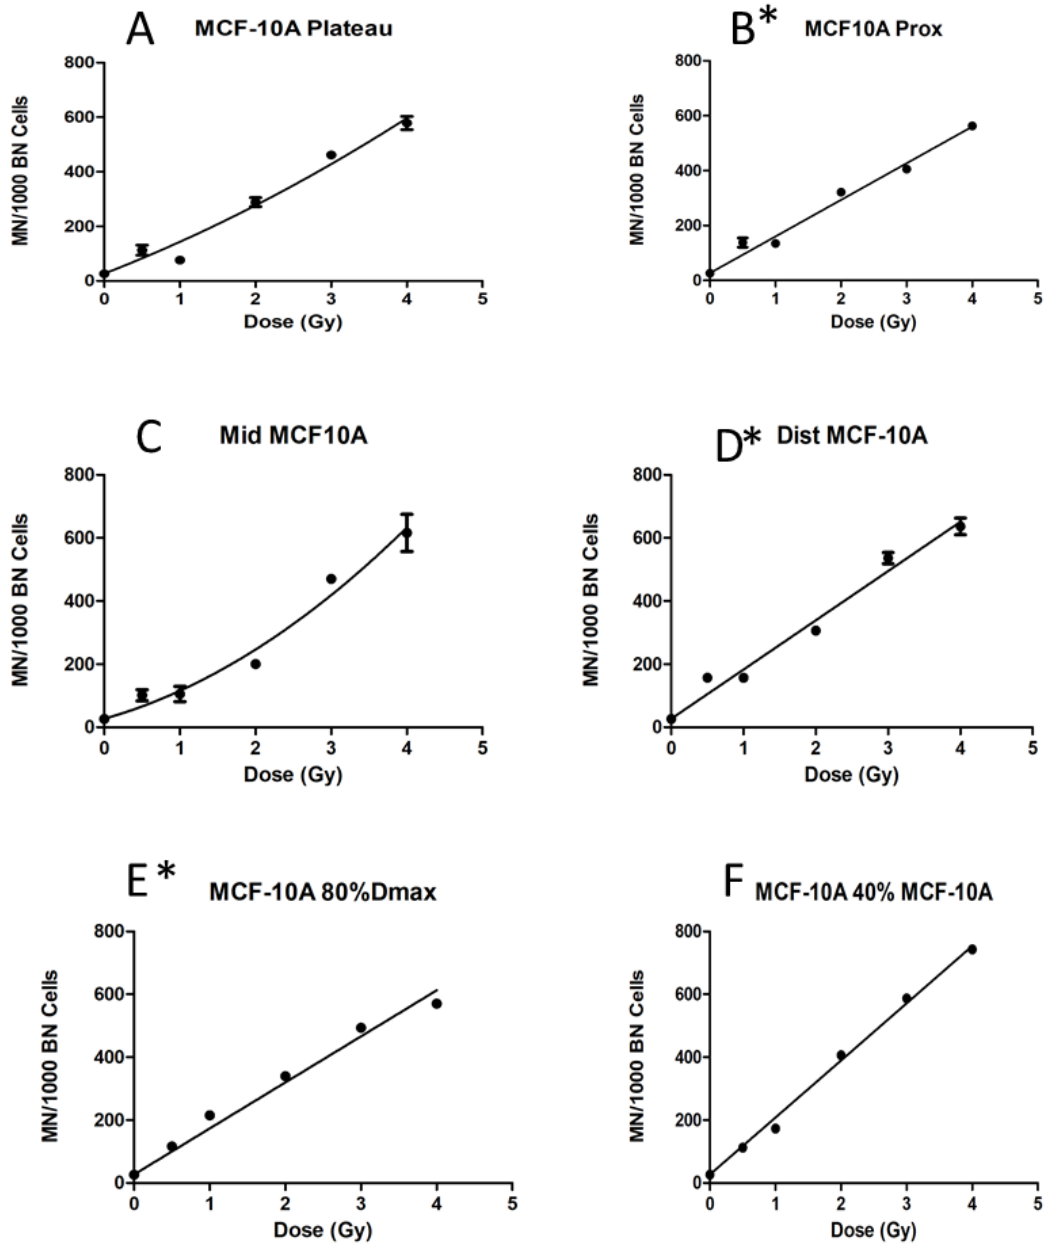 A MCF-10A Plateau
MN/1000 BN Cells
800
600
400
200
0
0 1 2 3 4 5
Dose (Gy)
B* MCF10A Prox
MN/1000 BN Cells
800
600
400
200
0
0 1 2 3 4 5
Dose (Gy)
C Mid MCF10A
MN/1000 BN Cells
800
600
400
200
0
0 1 2 3 4 5
Dose (Gy)
D* Dist MCF-10A
MN/1000 BN Cells
800
600
400
200
0
0 1 2 3 4 5
Dose (Gy)
E* MCF-10A 80%Dmax
MN/1000 BN Cells
800
600
400
200
0
0 1 2 3 4 5
Dose (Gy)
F MCF-10A 40% MCF-10A
MN/1000 BN Cells
800
600
400
200
0
0 1 2 3 4 5
Dose (Gy)